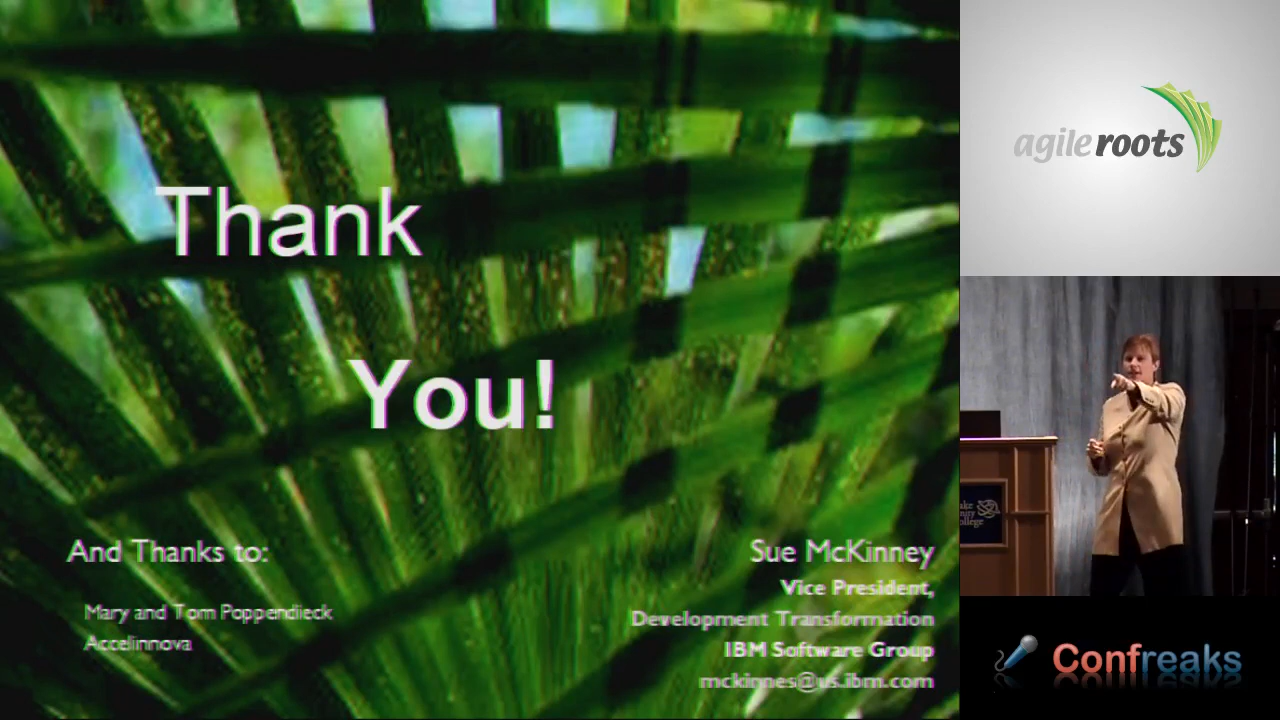 Thank
You!
And Thanks to:
Mary and Tom Poppendieck
Accelinnova
Sue McKinney
Vice President,
Development Transformation
IBM Software Group
mckinnes@us.ibm.com
agileroots
ollege
Confreaks